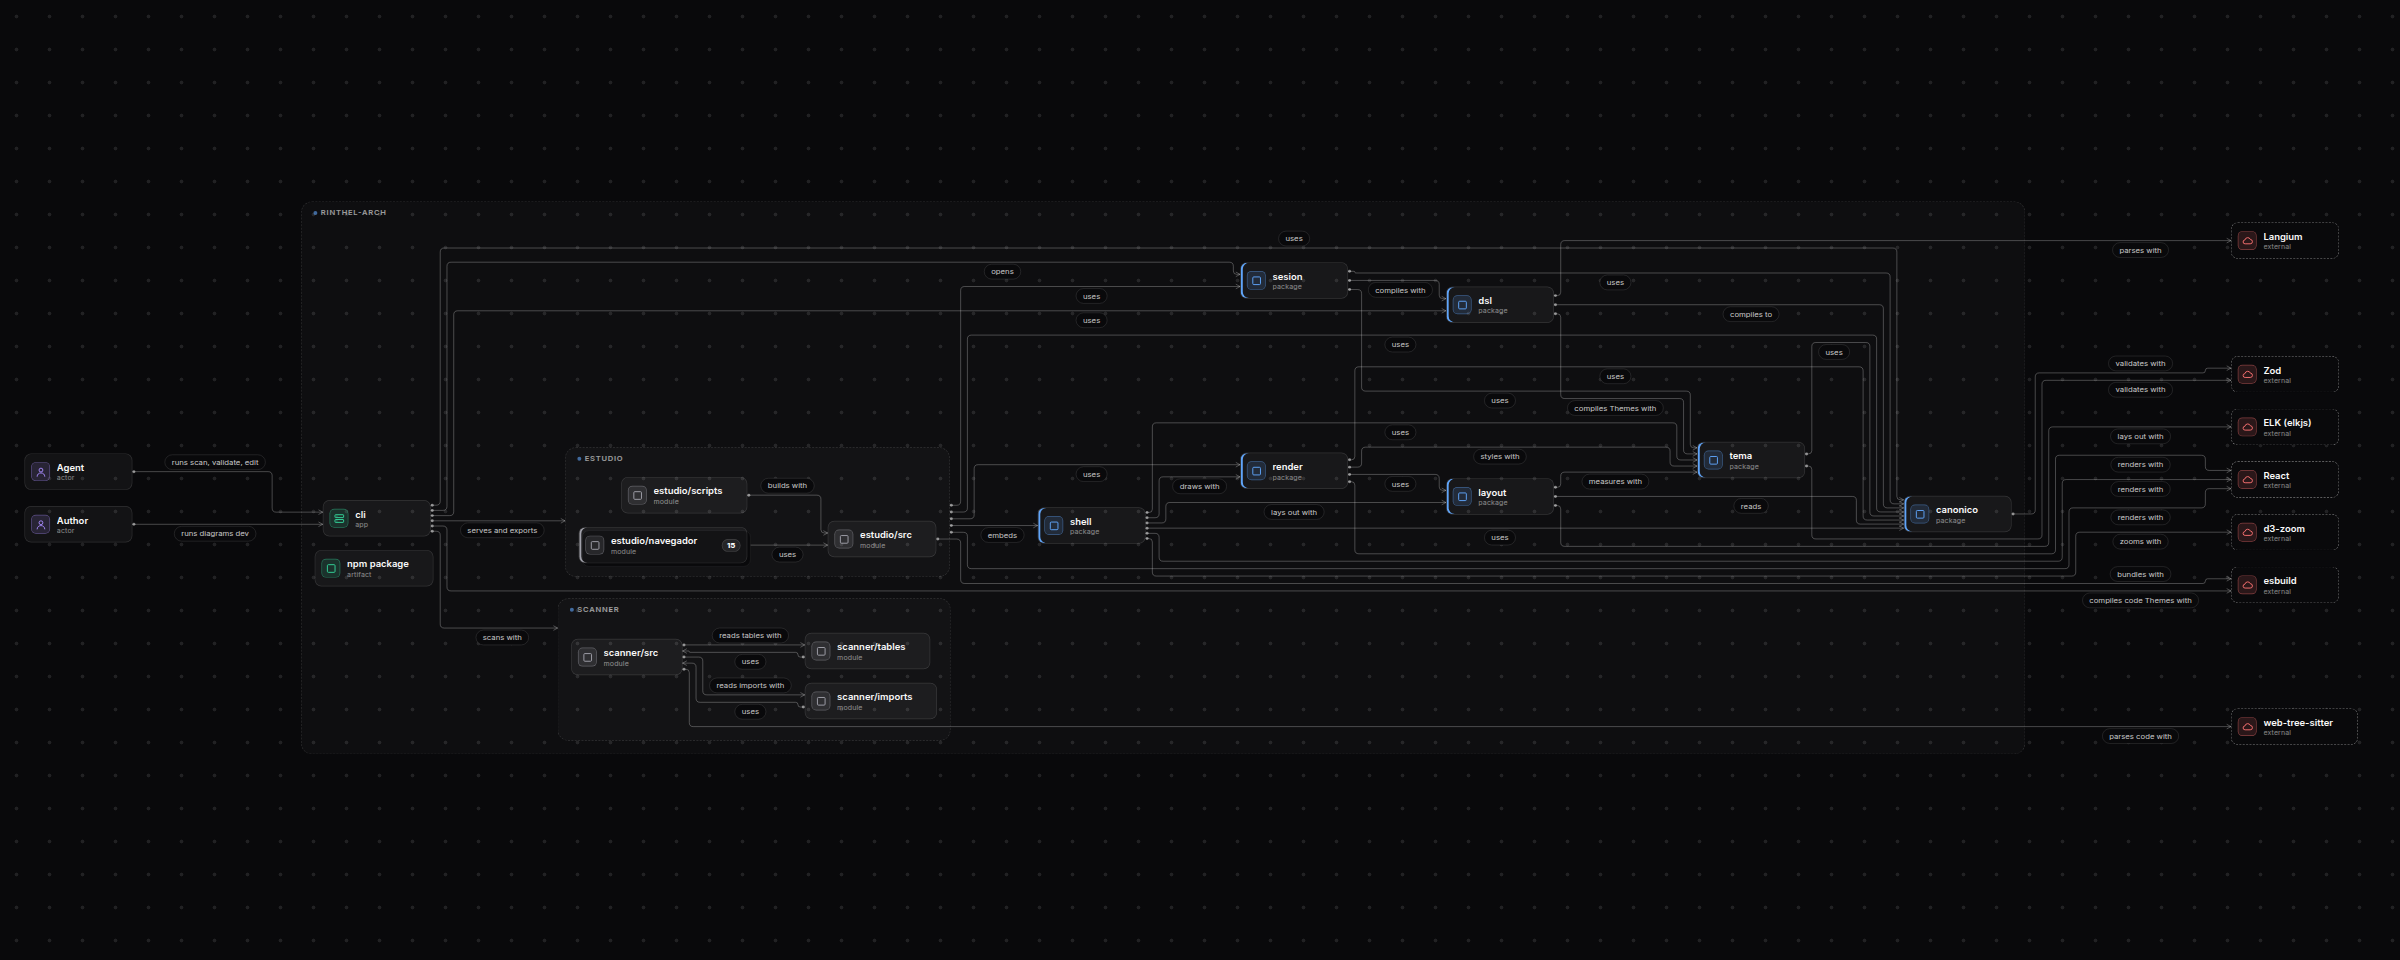 RINTHEL-ARCH
uses
Langium
external
parses with
opens
sesion
package
uses
compiles with
uses
dsl
package
uses
compiles to
uses
uses
validates with
Zod
external
validates with
uses
uses
compiles Themes with
ELK (elkjs)
external
lays out with
uses
ESTUDIO
Agent
actor
runs scan, validate, edit
render
package
styles with
tema
package
renders with
React
external
uses
draws with
uses
measures with
renders with
estudio/scripts
module
builds with
layout
package
reads
canonico
package
cli
app
Author
actor
runs diagrams dev
serves and exports
lays out with
renders with
shell
package
embeds
uses
d3-zoom
external
zooms with
estudio/navegador
module
15
uses
estudio/src
module
npm package
artifact
bundles with
esbuild
external
compiles code Themes with
SCANNER
scans with
reads tables with
scanner/tables
module
scanner/src
module
uses
reads imports with
scanner/imports
module
uses
web-tree-sitter
external
parses code with